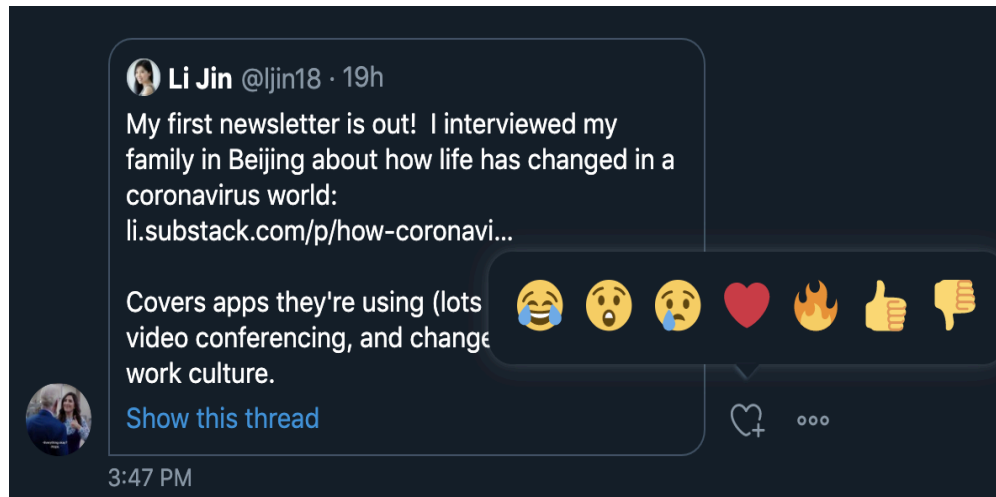 Li Jin @ljin18 · 19h
My first newsletter is out!  I interviewed my
family in Beijing about how life has changed in a
coronavirus world:
li.substack.com/p/how-coronavi...
Covers apps they're using (lots
video conferencing, and change
work culture.
Show this thread
3:47 PM